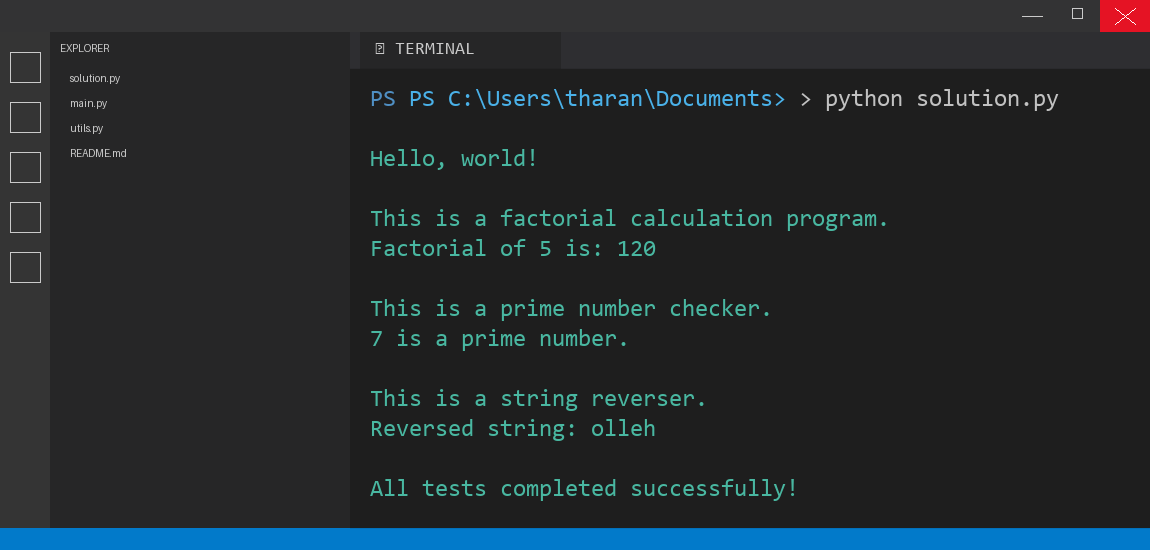 EXPLORER
solution.py
main.py
utils.py
README.md
TERMINAL
PS PS C:\Users\tharan\Documents> > python solution.py
Hello, world!
This is a factorial calculation program.
Factorial of 5 is: 120
This is a prime number checker.
7 is a prime number.
This is a string reverser.
Reversed string: olleh
All tests completed successfully!